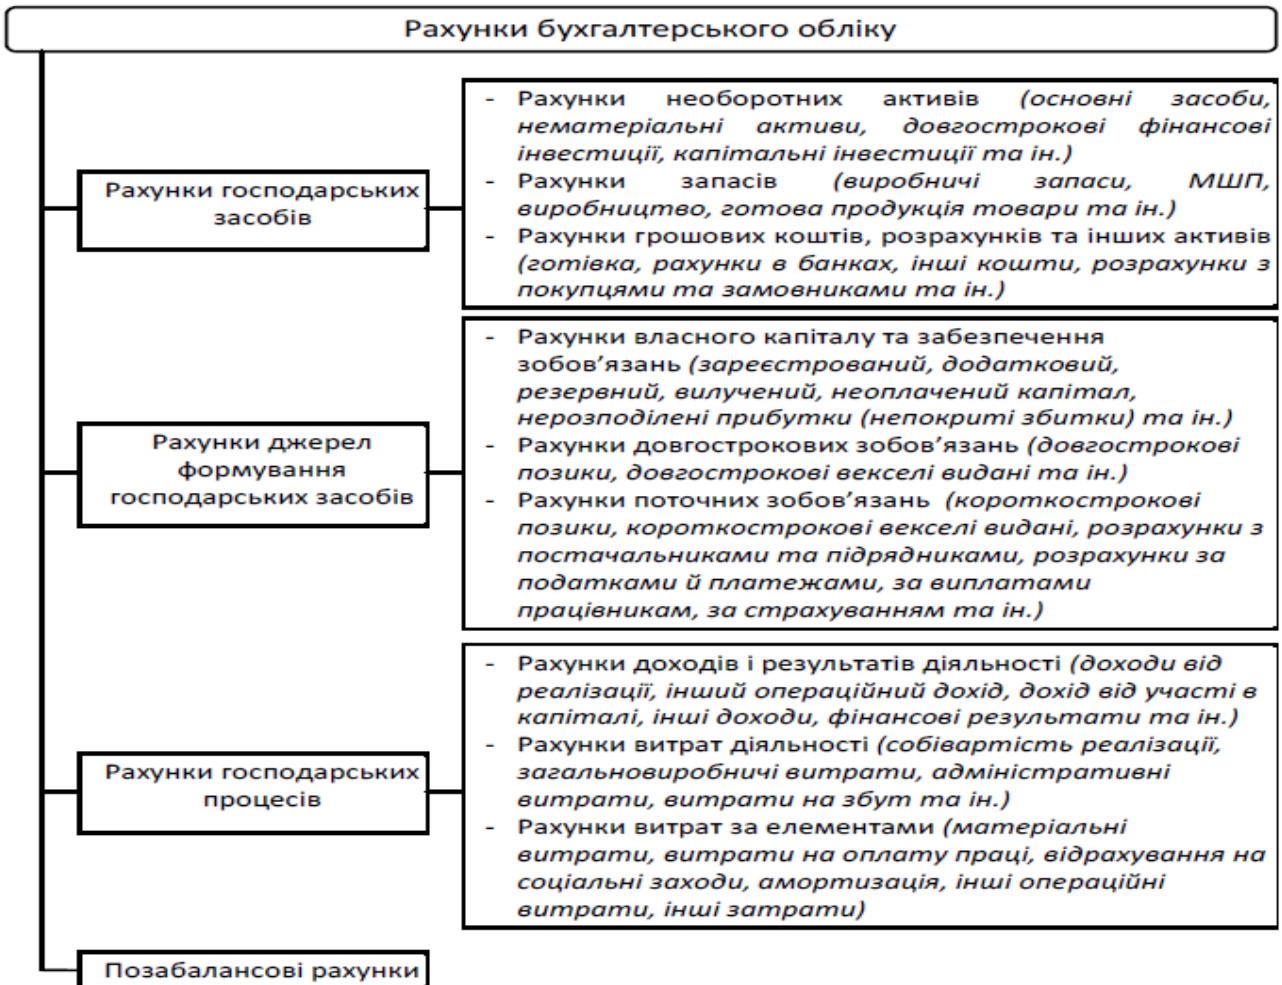 Рахунки бухгалтерського обліку
Рахунки господарських
засобів
- Рахунки необоротних активів (основні засоби,
нематеріальні активи, довгострокові фінансові
інвестиції, капітальні інвестиції та ін.)
- Рахунки запасів (виробничі запаси, МШП,
виробництво, готова продукція товари та ін.)
- Рахунки грошових коштів, розрахунків та інших активів
(готівка, рахунки в банках, інші кошти, розрахунки з
покупцями та замовниками та ін.)
Рахунки джерел
формування
господарських засобів
- Рахунки власного капіталу та забезпечення
зобов’язань (зареєстрований, додатковий,
резервний, вилучений, неоплачений капітал,
нерозподілені прибутки (непокриті збитки) та ін.)
- Рахунки довгострокових зобов’язань (довгострокові
позики, довгострокові векселі видані та ін.)
- Рахунки поточних зобов’язань (короткострокові
позики, короткострокові векселі видані, розрахунки з
постачальниками та підрядниками, розрахунки за
податками й платежами, за виплатами
працівникам, за страхуванням та ін.)
Рахунки господарських
процесів
- Рахунки доходів і результатів діяльності (доходи від
реалізації, інший операційний дохід, дохід від участі в
капіталі, інші доходи, фінансові результати та ін.)
- Рахунки витрат діяльності (собівартість реалізації,
загальновиробничі витрати, адміністративні
витрати, витрати на збут та ін.)
- Рахунки витрат за елементами (матеріальні
витрати, витрати на оплату праці, відрахування на
соціальні заходи, амортизація, інші операційні
витрати, інші затрати)
Позабалансові рахунки